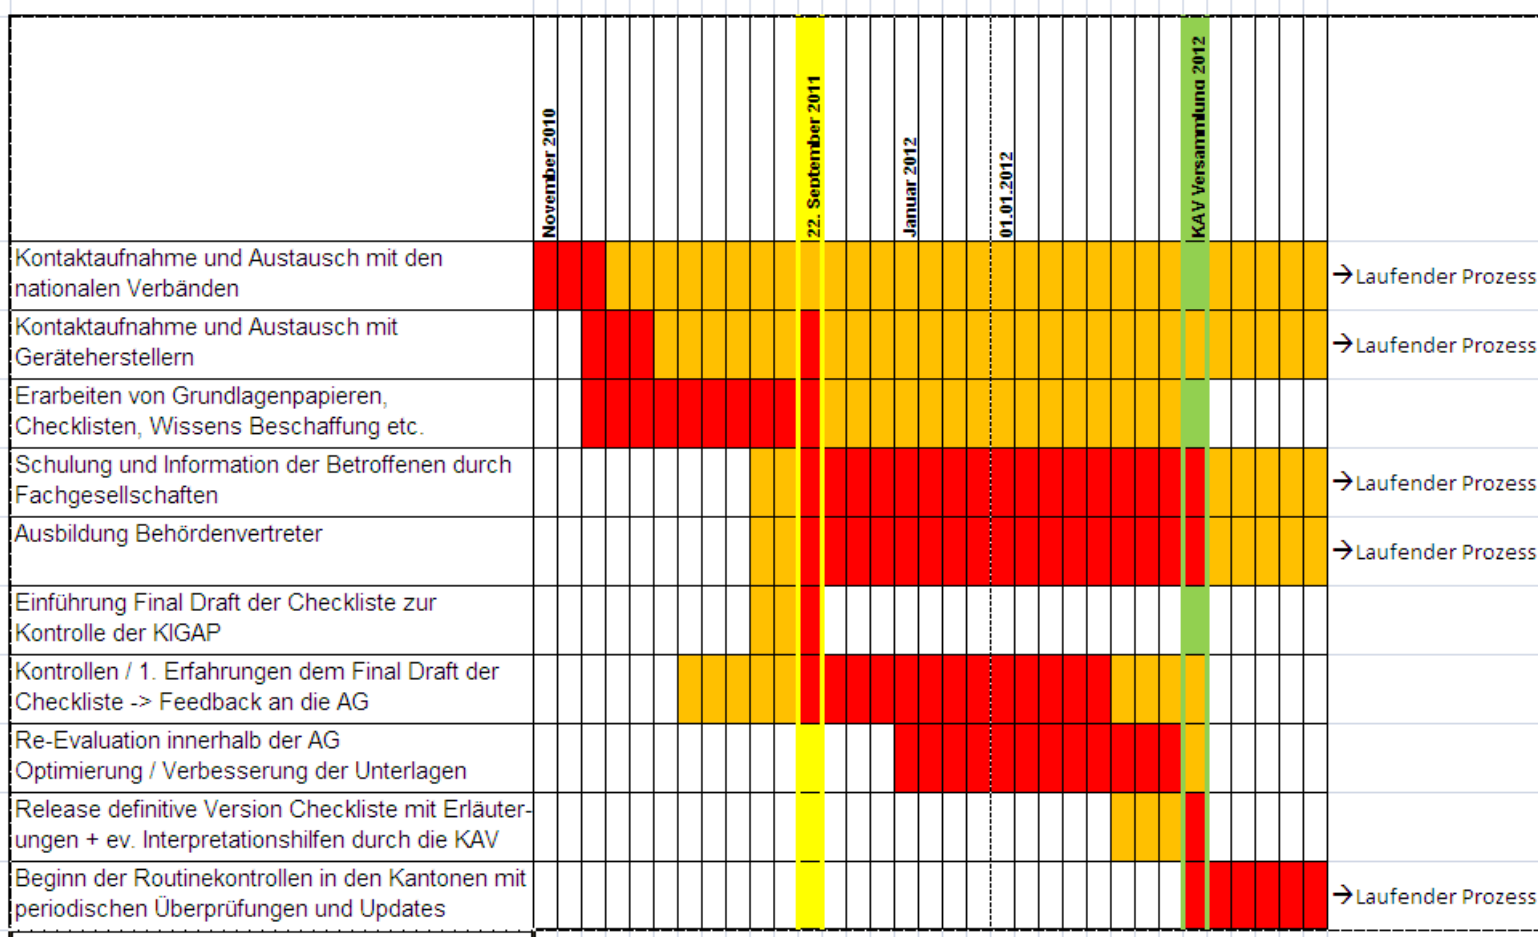 November 2010
22. September 2011
Januar 2012
01.01.2012
KAV Versammlung 2012
Kontaktaufnahme und Austausch mit den
nationalen Verbänden
→Laufender Prozess
Kontaktaufnahme und Austausch mit
Geräteherstellern
→Laufender Prozess
Erarbeiten von Grundlagenpapieren,
Checklisten, Wissens Beschaffung etc.
Schulung und Information der Betroffenen durch
Fachgesellschaften
→Laufender Prozess
Ausbildung Behördenvertreter
→Laufender Prozess
Einführung Final Draft der Checkliste zur
Kontrolle der KIGAP
Kontrollen / 1. Erfahrungen dem Final Draft der
Checkliste -> Feedback an die AG
Re-Evaluation innerhalb der AG
Optimierung / Verbesserung der Unterlagen
Release definitive Version Checkliste mit Erläuter-
ungen + ev. Interpretationshilfen durch die KAV
Beginn der Routinekontrollen in den Kantonen mit
periodischen Überprüfungen und Updates
→Laufender Prozess